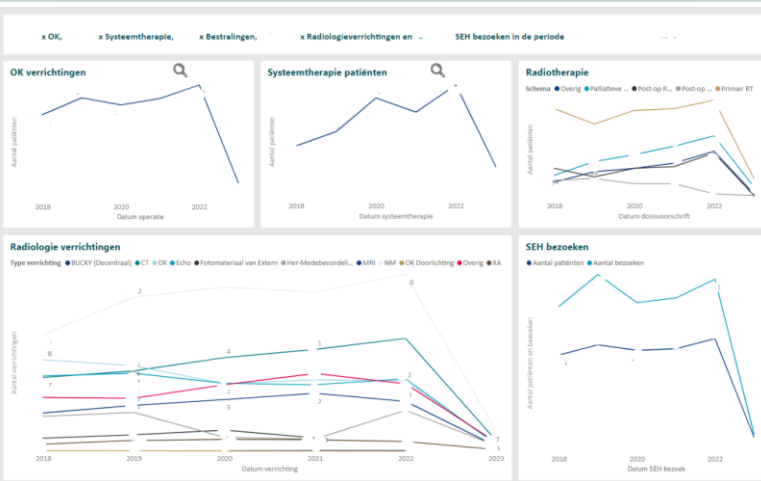 x OK, x Systeemtherapie, x Bestralingen, x Radiologieverrichtingen en SEH bezoeken in de periode
OK verrichtingen
Aantal patiënten
2018 2020 2022
Datum operatie
Systeemtherapie patiënten
Aantal patiënten
2018 2020 2022
Datum systeemtherapie
Radiotherapie
Schema Overig Palliatieve ... Post-op R... Post-op ... Primair RT
Aantal patiënten
2018 2020 2022
Datum dosisvoorschrift
Radiologie verrichtingen
Type verrichting BUCKY (Decentraal) CT DX Echo Fotomateriaal van Extern Her-Medebeoordeli... MRI NM OK Doorlichting Overig XA
Aantal verrichtingen
2018 2019 2020 2021 2022 2023
Datum verrichting
SEH bezoeken
Aantal patiënten Aantal bezoeken
Aantal patiënten en bezoeken
2018 2020 2022
Datum SEH bezoek